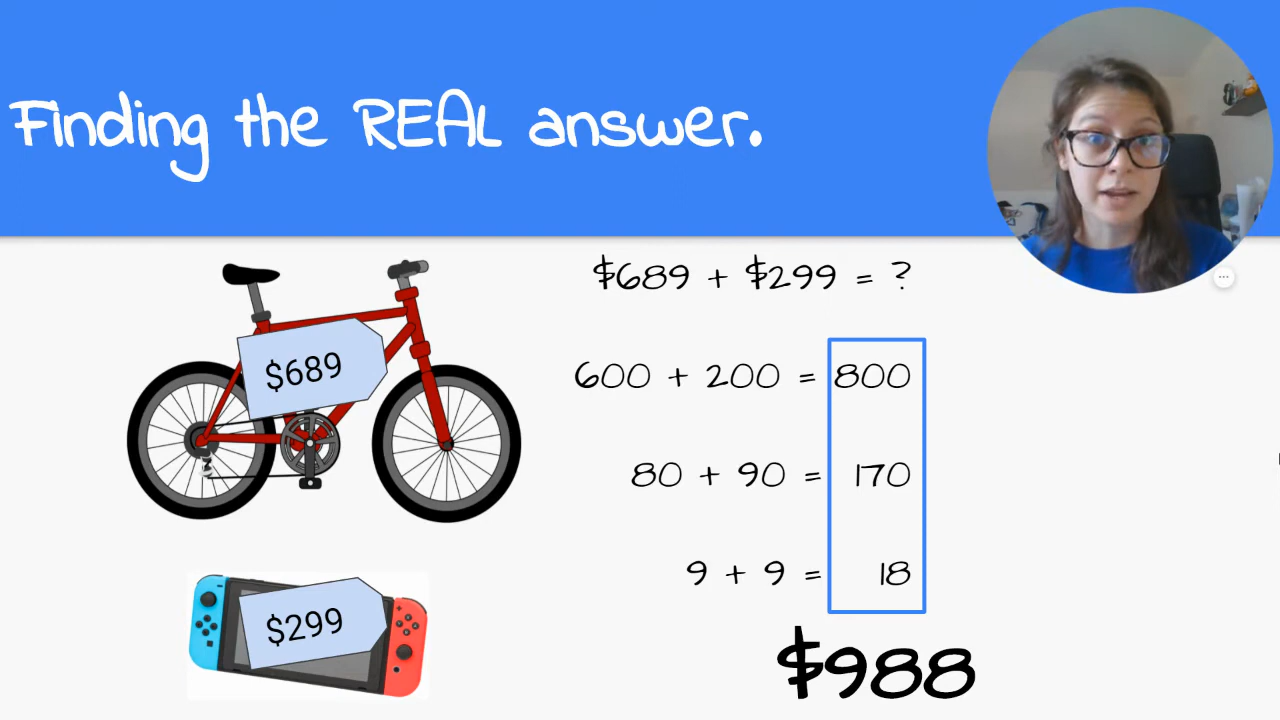 Finding the REAL answer.
$689 + $299 = ?
$689
600 + 200 = 800
80 + 90 = 170
9 + 9 = 18
$299
$988